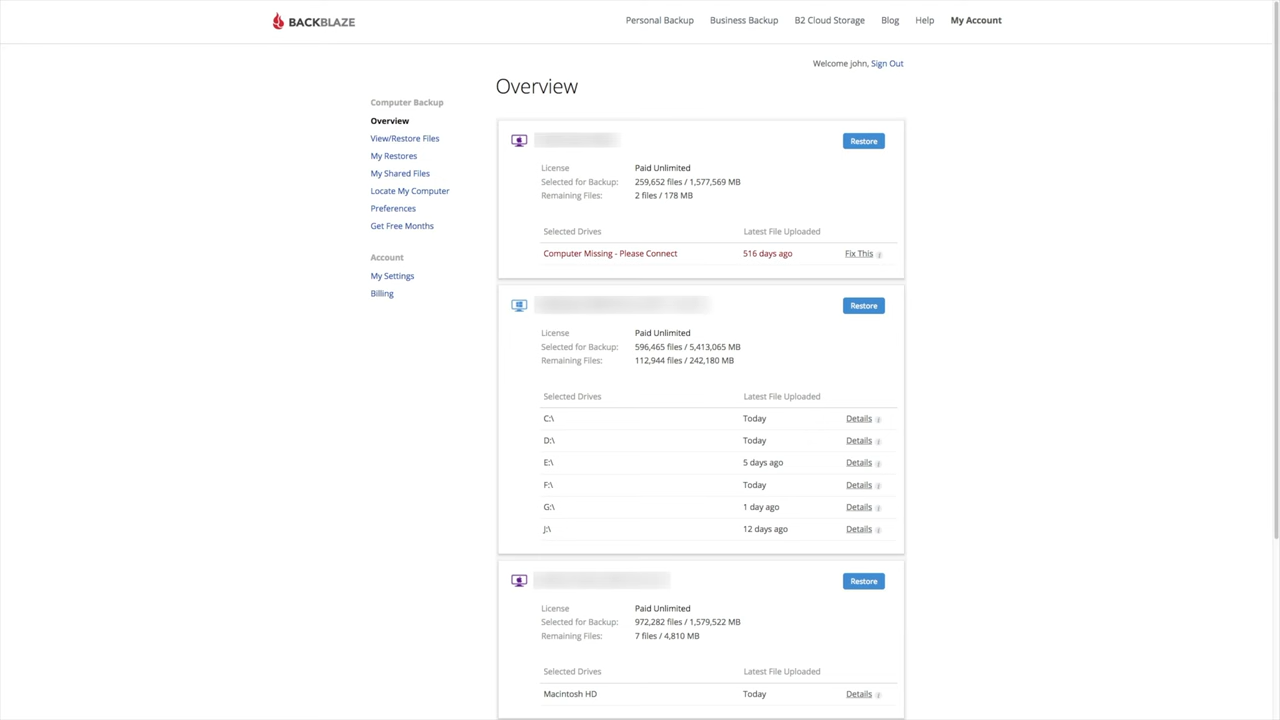 BACKBLAZE
Personal Backup Business Backup B2 Cloud Storage Blog Help My Account
Welcome john, Sign Out
Overview
Computer Backup
Overview
View/Restore Files
My Restores
My Shared Files
Locate My Computer
Preferences
Get Free Months
Account
My Settings
Billing
Restore
License Paid Unlimited
Selected for Backup: 259,652 files / 1,577,569 MB
Remaining Files: 2 files / 178 MB
Selected Drives Latest File Uploaded
Computer Missing - Please Connect 516 days ago Fix This i
Restore
License Paid Unlimited
Selected for Backup: 596,465 files / 5,413,065 MB
Remaining Files: 112,944 files / 242,180 MB
Selected Drives Latest File Uploaded
C:\ Today Details i
D:\ Today Details i
E:\ 5 days ago Details i
F:\ Today Details i
G:\ 1 day ago Details i
J:\ 12 days ago Details i
Restore
License Paid Unlimited
Selected for Backup: 972,282 files / 1,579,522 MB
Remaining Files: 7 files / 4,810 MB
Selected Drives Latest File Uploaded
Macintosh HD Today Details i